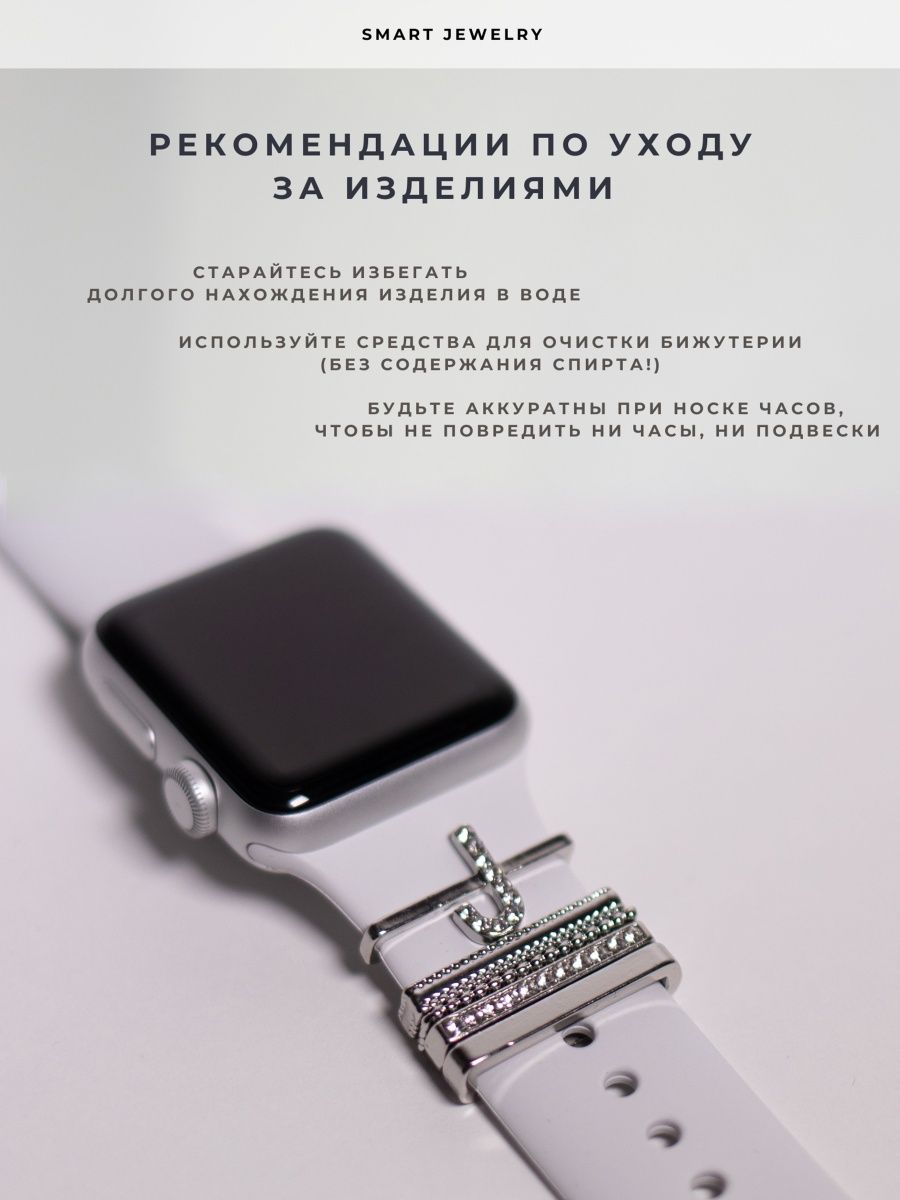 SMART JEWELRY
РЕКОМЕНДАЦИИ ПО УХОДУ
ЗА ИЗДЕЛИЯМИ
СТАРАЙТЕСЬ ИЗБЕГАТЬ
ДОЛГОГО НАХОЖДЕНИЯ ИЗДЕЛИЯ В ВОДЕ
ИСПОЛЬЗУЙТЕ СРЕДСТВА ДЛЯ ОЧИСТКИ БИЖУТЕРИИ
(БЕЗ СОДЕРЖАНИЯ СПИРТА!)
БУДЬТЕ АККУРАТНЫ ПРИ НОСКЕ ЧАСОВ,
ЧТОБЫ НЕ ПОВРЕДИТЬ НИ ЧАСЫ, НИ ПОДВЕСКИ
J